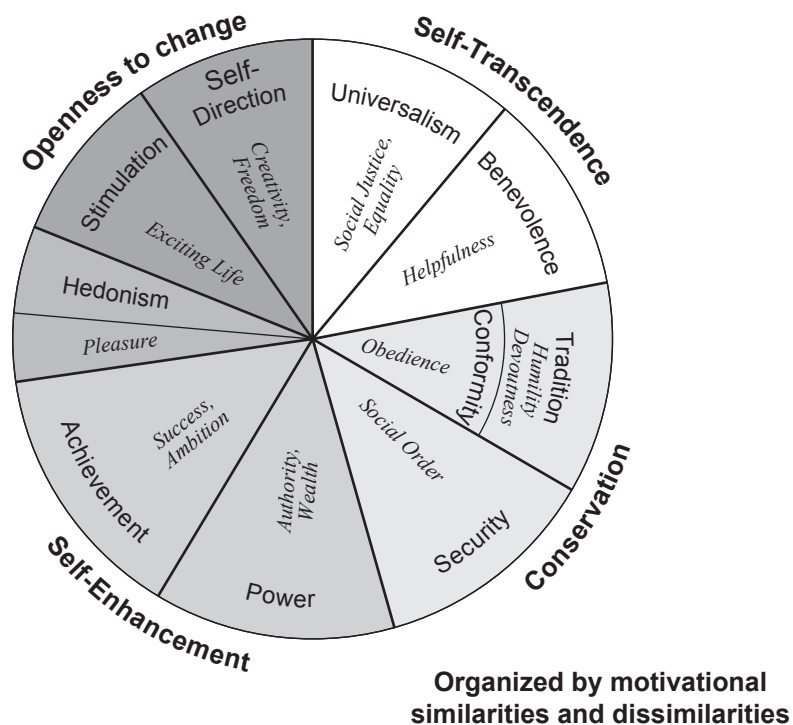 Openness to change
Self-Transcendence
Self-
Direction
Creativity,
Freedom
Universalism
Social Justice,
Equality
Benevolence
Helpfulness
Stimulation
Exciting Life
Hedonism
Pleasure
Conformity
Obedience
Tradition
Humility
Devoutness
Achievement
Success,
Ambition
Authority,
Wealth
Power
Social Order
Security
Conservation
Self-Enhancement
Organized by motivational
similarities and dissimilarities